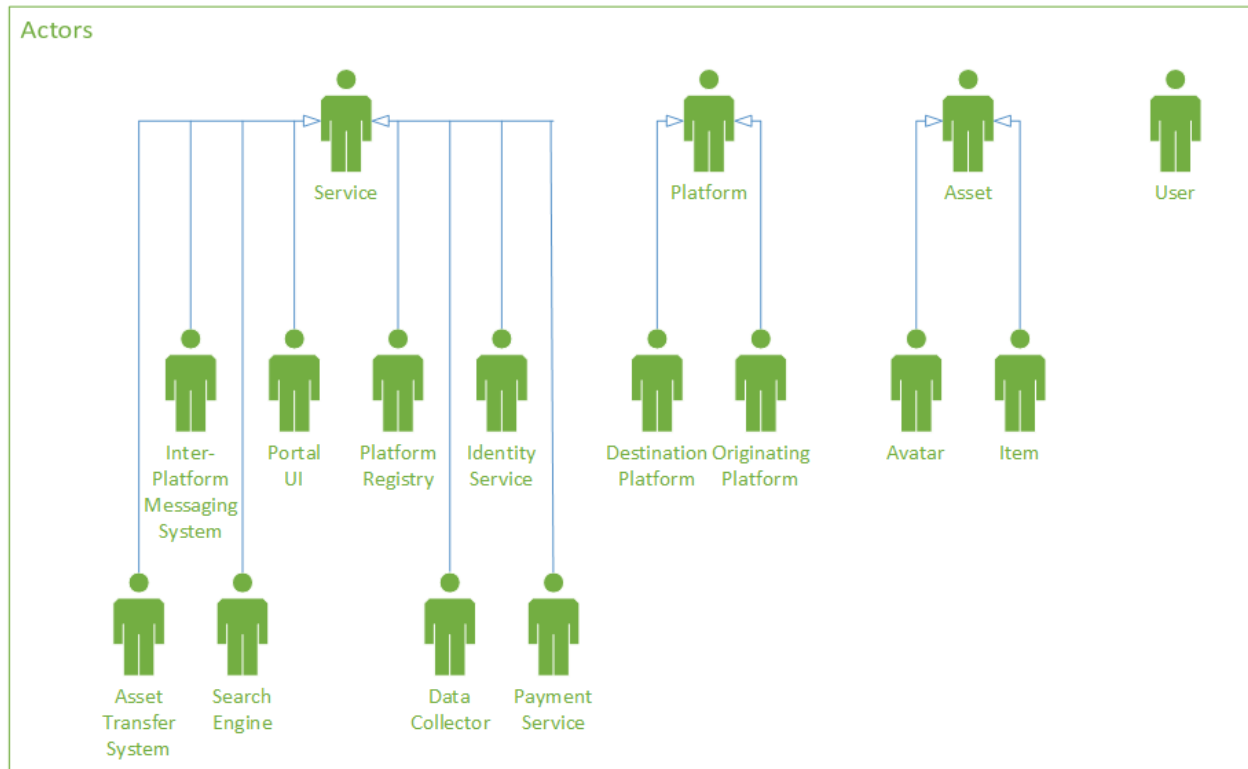 Actors
Service
Platform
Asset
User
Inter-
Platform
Messaging
System
Portal
UI
Platform
Registry
Identity
Service
Destination
Platform
Originating
Platform
Avatar
Item
Asset
Transfer
System
Search
Engine
Data
Collector
Payment
Service